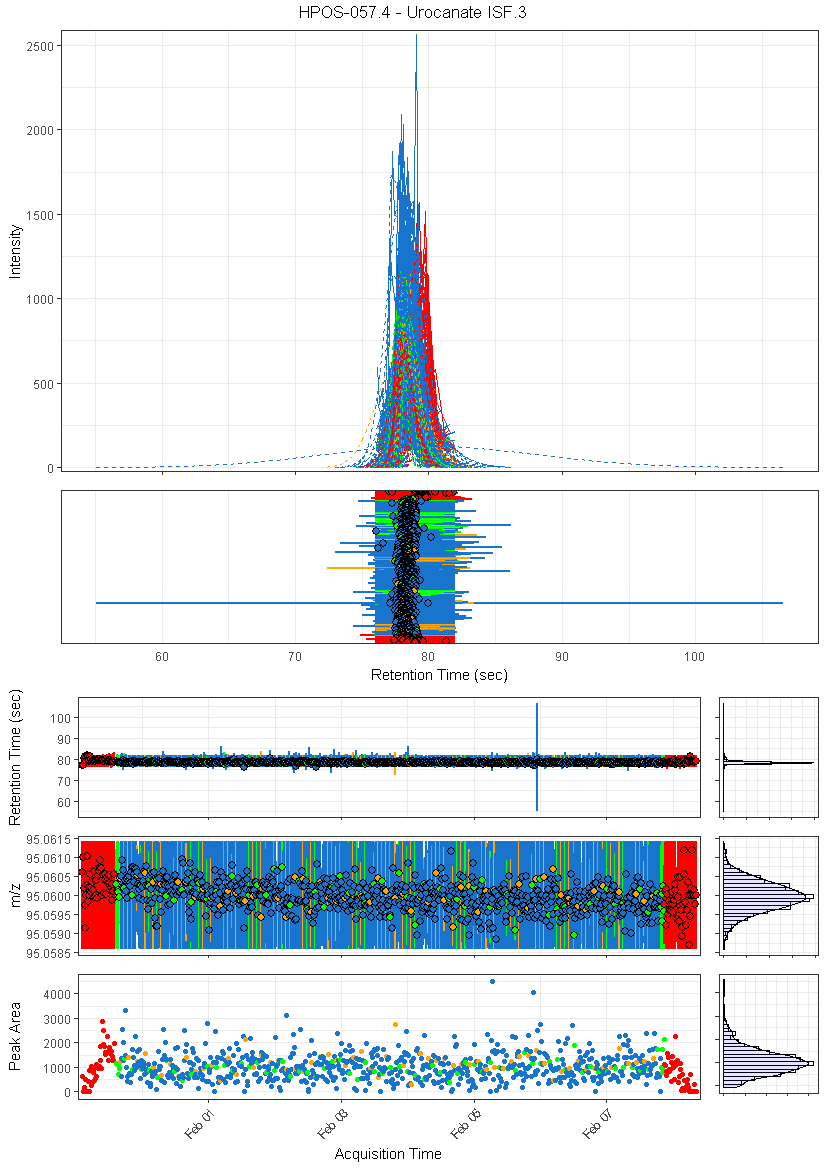 HPOS-057.4 - Urocanate ISF.3
2500
2000
1500
1000
500
0
Intensity
60
70
80
90
100
Retention Time (sec)
100
90
80
70
60
Retention Time (sec)
95.0615
95.0610
95.0605
95.0600
95.0595
95.0590
95.0585
m/z
4000
3000
2000
1000
0
Peak Area
Feb 01
Feb 03
Feb 05
Feb 07
Acquisition Time